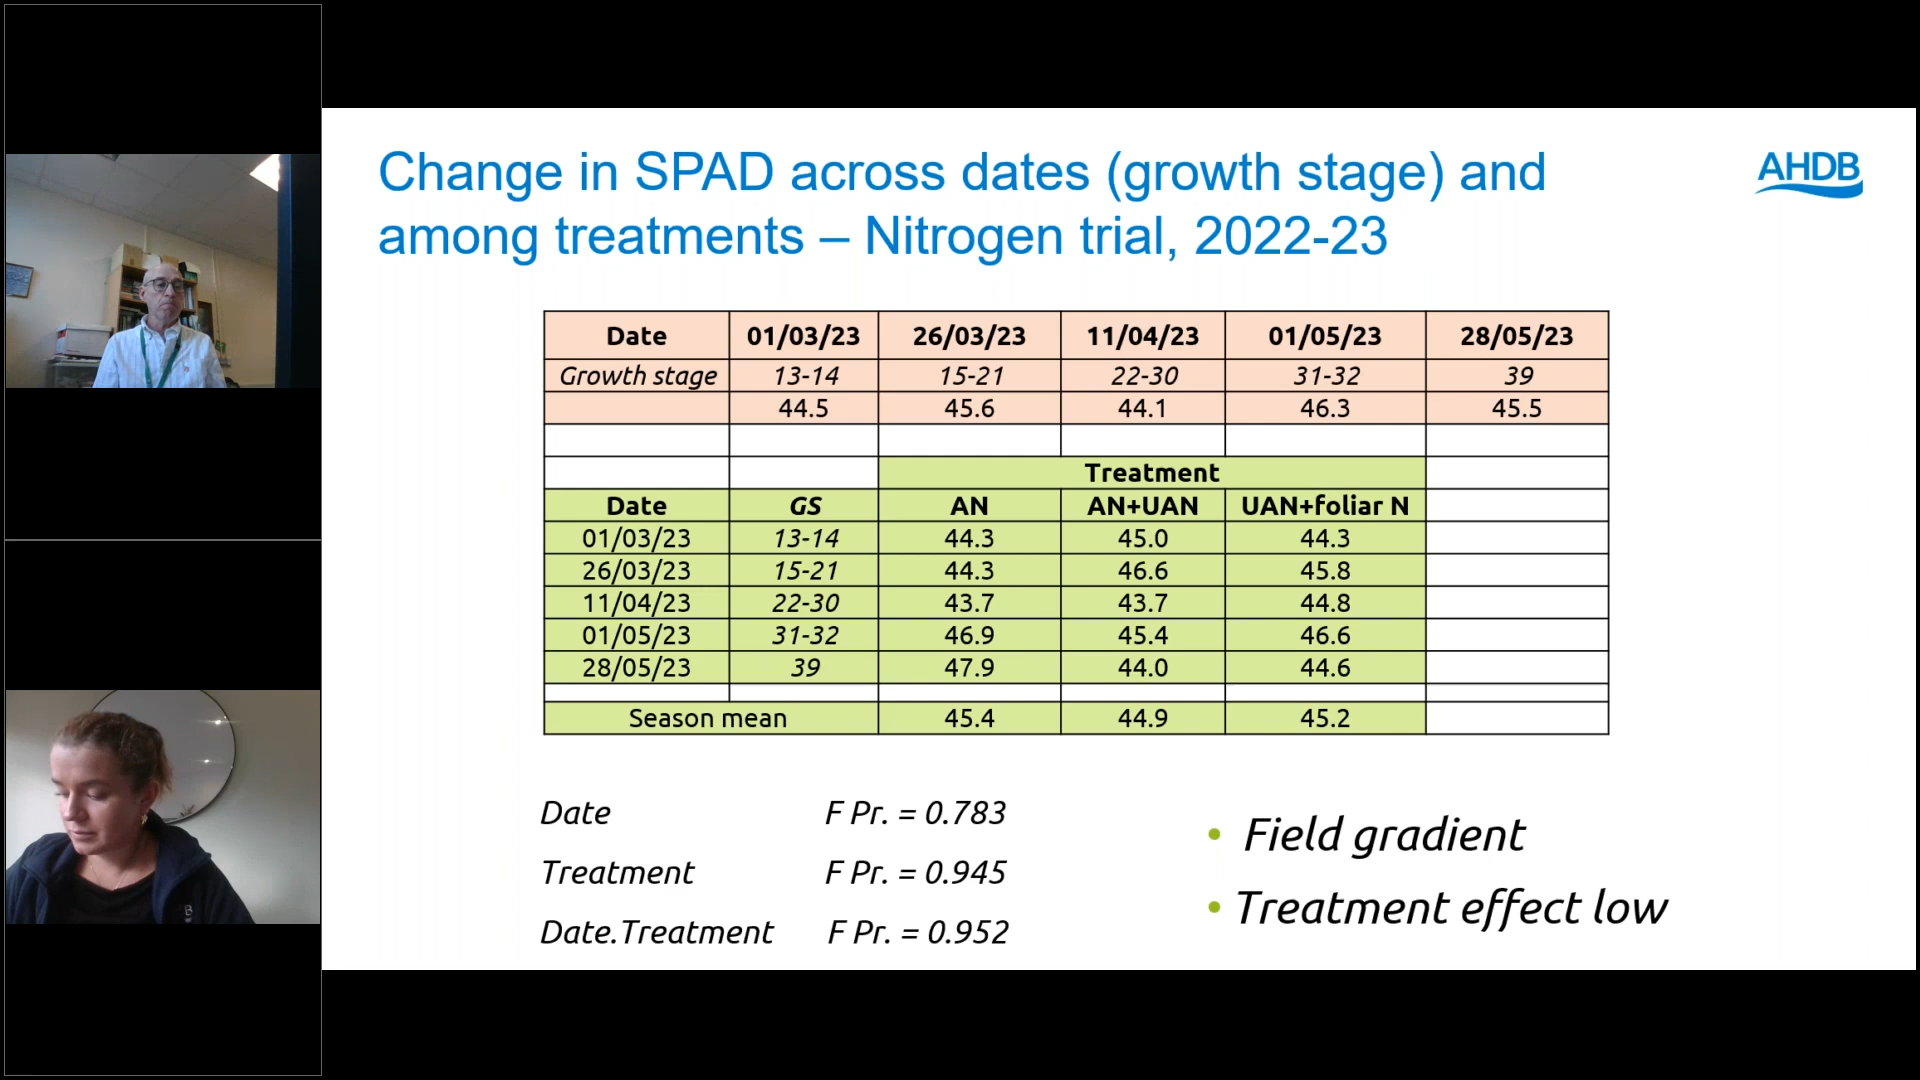 Change in SPAD across dates (growth stage) and
among treatments – Nitrogen trial, 2022-23
AHDB
Date 01/03/23 26/03/23 11/04/23 01/05/23 28/05/23
Growth stage 13-14 15-21 22-30 31-32 39
44.5 45.6 44.1 46.3 45.5
Treatment
Date GS AN AN+UAN UAN+foliar N
01/03/23 13-14 44.3 45.0 44.3
26/03/23 15-21 44.3 46.6 45.8
11/04/23 22-30 43.7 43.7 44.8
01/05/23 31-32 46.9 45.4 46.6
28/05/23 39 47.9 44.0 44.6
Season mean 45.4 44.9 45.2
Date F Pr. = 0.783
Treatment F Pr. = 0.945
Date.Treatment F Pr. = 0.952
• Field gradient
• Treatment effect low